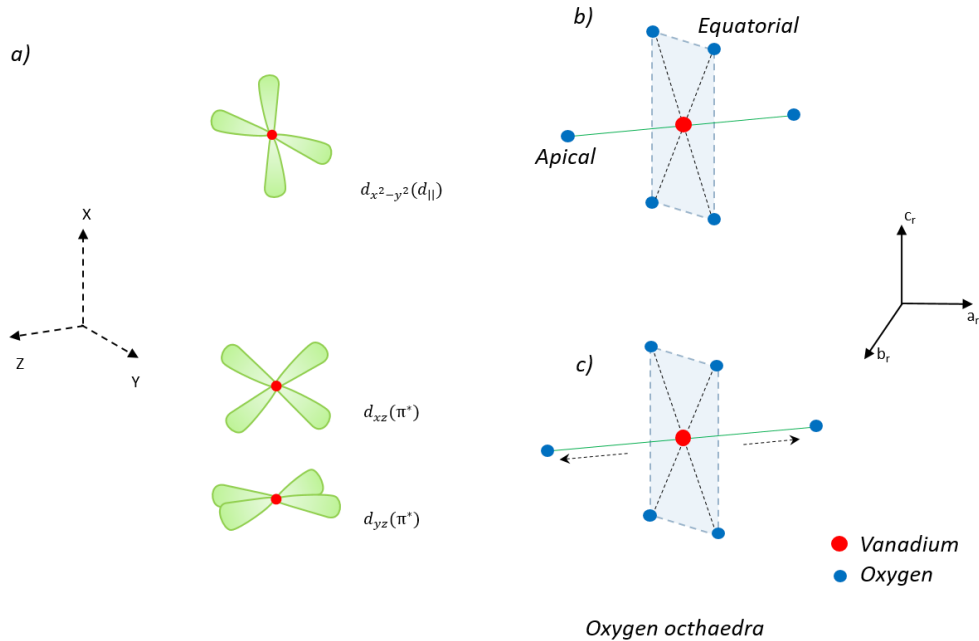 a)
d_{x²−y²}(d_{||})
X
Z
Y
d_{xz}(π*)
d_{yz}(π*)
b)
Equatorial
Apical
c_r
a_r
b_r
c)
Vanadium
Oxygen
Oxygen octhaedra